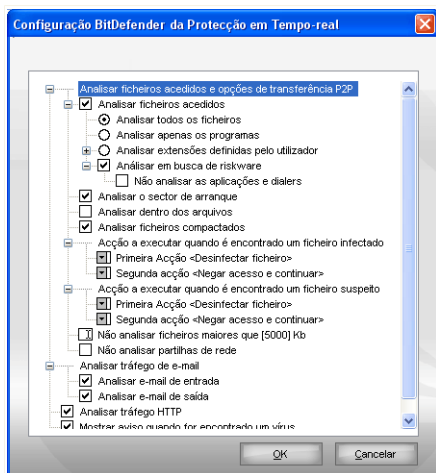 Configuração BitDefender da Protecção em Tempo-real
Analisar ficheiros acedidos e opções de transferência P2P
Analisar ficheiros acedidos
Analisar todos os ficheiros
Analisar apenas os programas
Analisar extensões definidas pelo utilizador
Análisar em busca de riskware
Não analisar as aplicações e dialers
Analisar o sector de arranque
Analisar dentro dos arquivos
Analisar ficheiros compactados
Acção a executar quando é encontrado um ficheiro infectado
Primeira Acção <Desinfectar ficheiro>
Segunda acção <Negar acesso e continuar>
Acção a executar quando é encontrado um ficheiro suspeito
Primeira Acção <Desinfectar ficheiro>
Segunda acção <Negar acesso e continuar>
Não analisar ficheiros maiores que [5000] Kb
Não analisar partilhas de rede
Analisar tráfego de e-mail
Analisar e-mail de entrada
Analisar e-mail de saída
Analisar tráfego HTTP
Mostrar aviso quando for encontrado um vírus
OK Cancelar